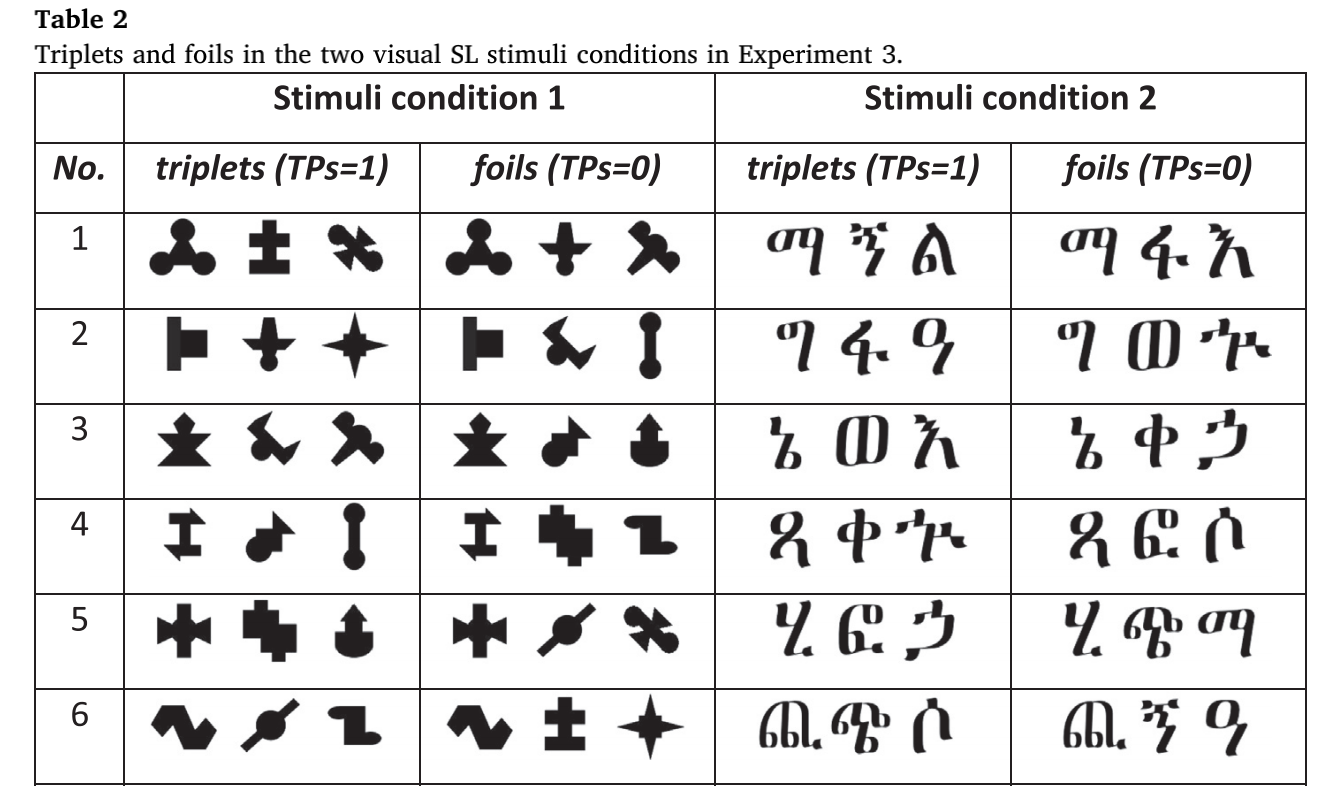 Table 2
Triplets and foils in the two visual SL stimuli conditions in Experiment 3.
Stimuli condition 1 Stimuli condition 2
No. triplets (TPs=1) foils (TPs=0) triplets (TPs=1) foils (TPs=0)
1 ማ ኝ ል ማ ፋ እ
2 ግ ፋ ዓ ግ ወ ኈ
3 ኔ ወ እ ኔ ቀ ኃ
4 ጻ ቀ ኈ ጻ ፎ ሶ
5 ሂ ፎ ኃ ሂ ጭ ማ
6 ጪ ጭ ሶ ጪ ኝ ዓ